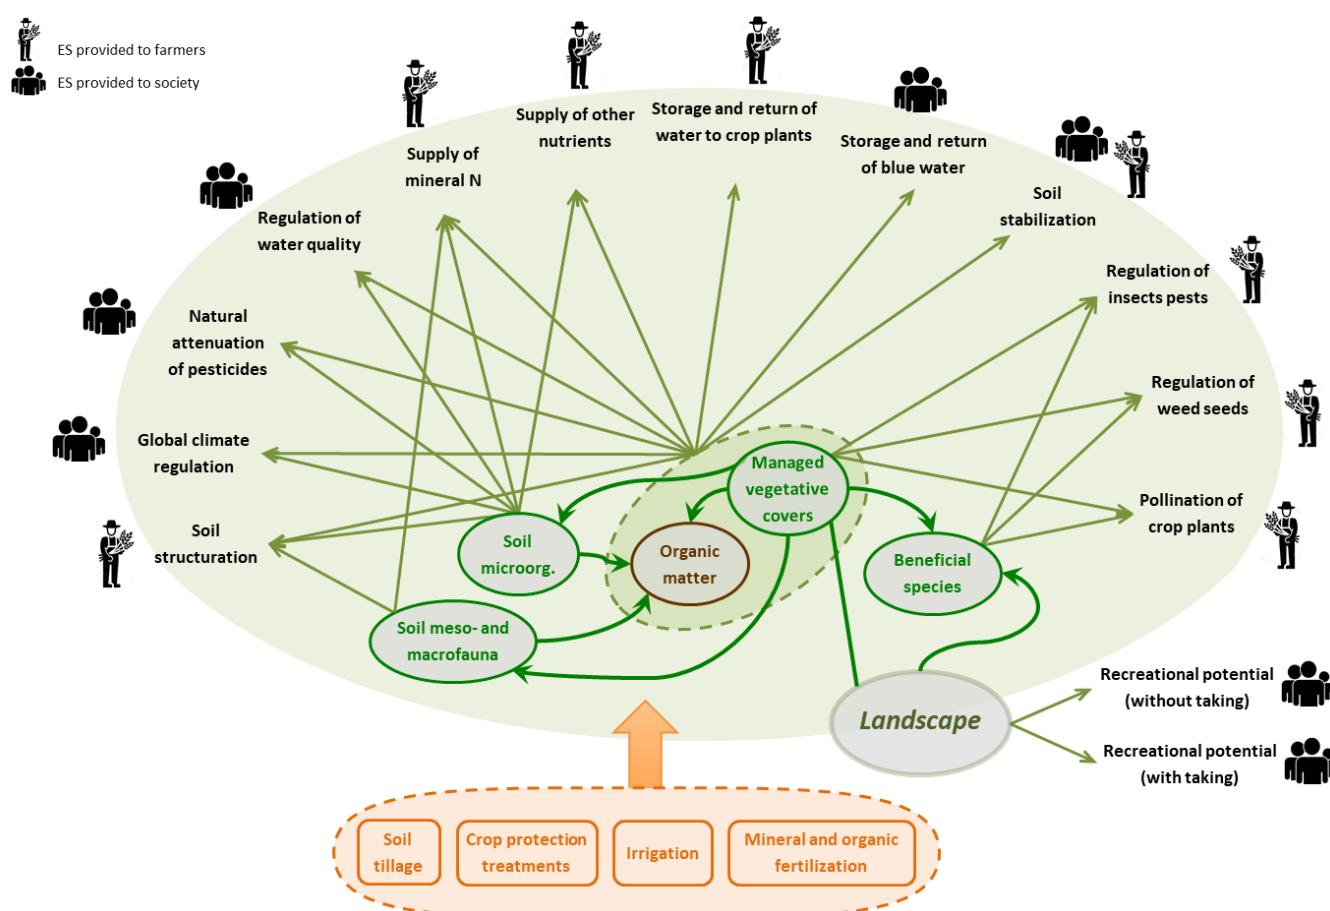 ES provided to farmers
ES provided to society
Supply of other
nutrients
Storage and return of
water to crop plants
Storage and return
of blue water
Supply of
mineral N
Soil
stabilization
Regulation of
water quality
Regulation of
insects pests
Natural
attenuation
of pesticides
Regulation of
weed seeds
Global climate
regulation
Managed
vegetative
covers
Pollination of
crop plants
Soil
structuration
Soil
microorg.
Organic
matter
Beneficial
species
Soil meso- and
macrofauna
Landscape
Recreational potential
(without taking)
Recreational potential
(with taking)
Soil
tillage
Crop protection
treatments
Irrigation
Mineral and organic
fertilization